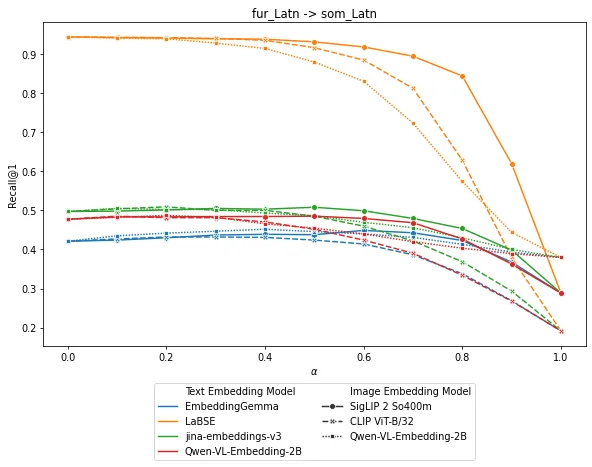 fur_Latn -> som_Latn
Recall@1
0.9
0.8
0.7
0.6
0.5
0.4
0.3
0.2
0.0
0.2
0.4
0.6
0.8
1.0
α
Text Embedding Model
EmbeddingGemma
LaBSE
jina-embeddings-v3
Qwen-VL-Embedding-2B
Image Embedding Model
SigLIP 2 So400m
CLIP ViT-B/32
Qwen-VL-Embedding-2B